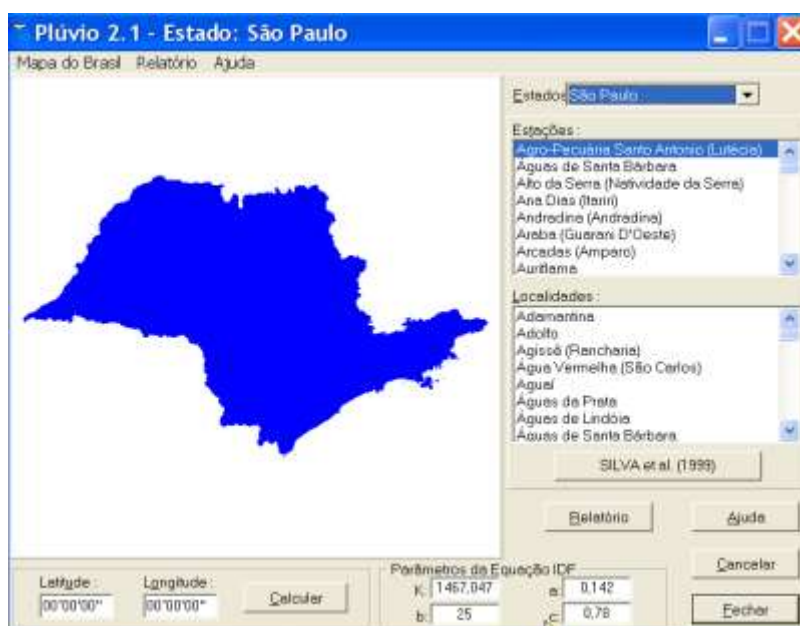 Plúvio 2.1 - Estado: São Paulo
Mapa do Brasil Relatório Ajuda
Estados São Paulo
Estações :
Agro-Pecuária Santo Antonio (Lutécia)
Águas de Santa Bárbara
Alto da Serra (Natividade da Serra)
Ana Dias (Itariri)
Andradina (Andradina)
Araba (Guarani D'Oeste)
Arcadas (Amparo)
Auriflama
Localidades :
Adamantina
Adolfo
Agissê (Rancharia)
Água Vermelha (São Carlos)
Aguaí
Águas da Prata
Águas de Lindóia
Águas de Santa Bárbara
SILVA et al. (1999)
Relatório Ajuda
Cancelar
Fechar
Latitude : Longitude :
00°00'00" 00°00'00" Calcular
Parâmetros da Equação IDF
K: 1467,047 a: 0,142
b: 25 c: 0,78